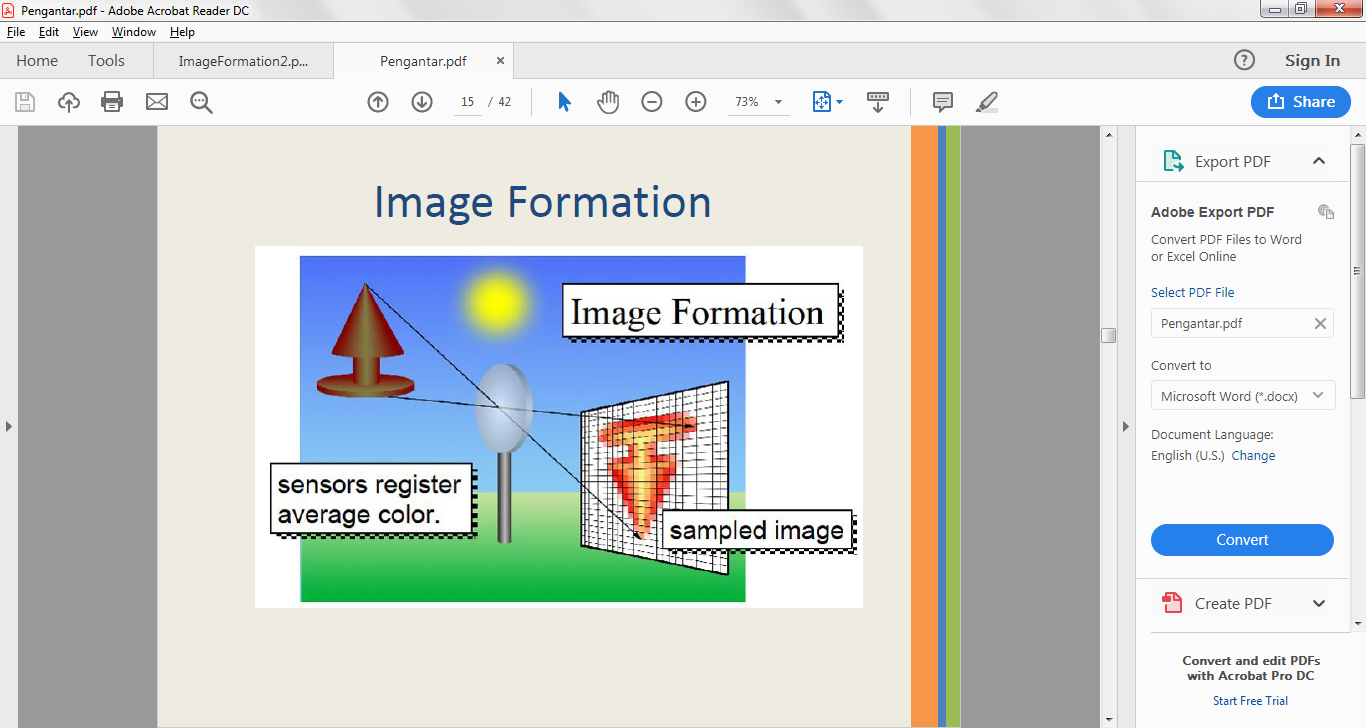 Pengantar.pdf - Adobe Acrobat Reader DC
File Edit View Window Help
Home Tools ImageFormation2.p... Pengantar.pdf × ? Sign In
15 / 42 73% Share
Image Formation
Image Formation
sensors register
average color.
sampled image
Export PDF
Adobe Export PDF
Convert PDF Files to Word
or Excel Online
Select PDF File
Pengantar.pdf
Convert to
Microsoft Word (*.docx)
Document Language:
English (U.S.) Change
Convert
Create PDF
Convert and edit PDFs
with Acrobat Pro DC
Start Free Trial